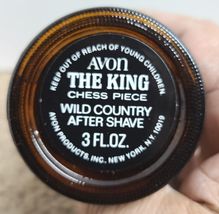 KEEP OUT OF REACH OF YOUNG CHILDREN.
AVON
THE KING
CHESS PIECE
WILD COUNTRY
AFTER SHAVE
3 FL.OZ.
AVON PRODUCTS, INC. NEW YORK, N.Y. 10019